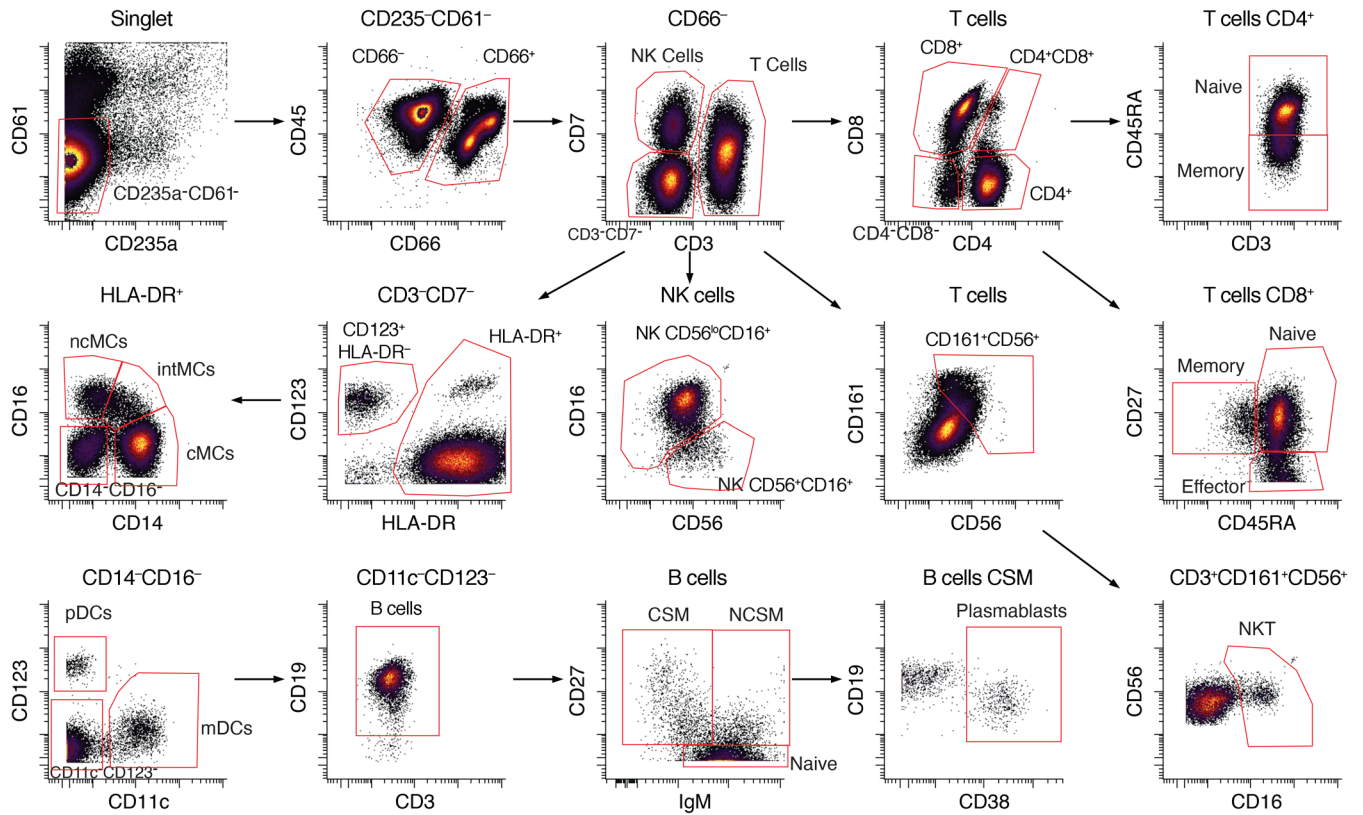 Singlet
CD61
CD235a⁻CD61⁻
CD235a
CD235⁻CD61⁻
CD45
CD66⁻
CD66⁺
CD66
CD66⁻
CD7
NK Cells
T Cells
CD3⁻CD7⁻
CD3
T cells
CD8
CD8⁺
CD4⁺CD8⁺
CD4⁺
CD4⁻CD8⁻
CD4
T cells CD4⁺
CD45RA
Naive
Memory
CD3
HLA-DR⁺
CD16
ncMCs
intMCs
cMCs
CD14⁻CD16⁻
CD14
CD3⁻CD7⁻
CD123
CD123⁺
HLA-DR⁻
HLA-DR⁺
HLA-DR
NK cells
CD16
NK CD56ˡᵒCD16⁺
NK CD56⁺CD16⁺
CD56
T cells
CD161
CD161⁺CD56⁺
CD56
T cells CD8⁺
CD27
Naive
Memory
Effector
CD45RA
CD14⁻CD16⁻
CD123
pDCs
mDCs
CD11c⁻CD123⁻
CD11c
CD11c⁻CD123⁻
CD19
B cells
CD3
B cells
CD27
CSM
NCSM
Naive
IgM
B cells CSM
CD19
Plasmablasts
CD38
CD3⁺CD161⁺CD56⁺
CD56
NKT
CD16